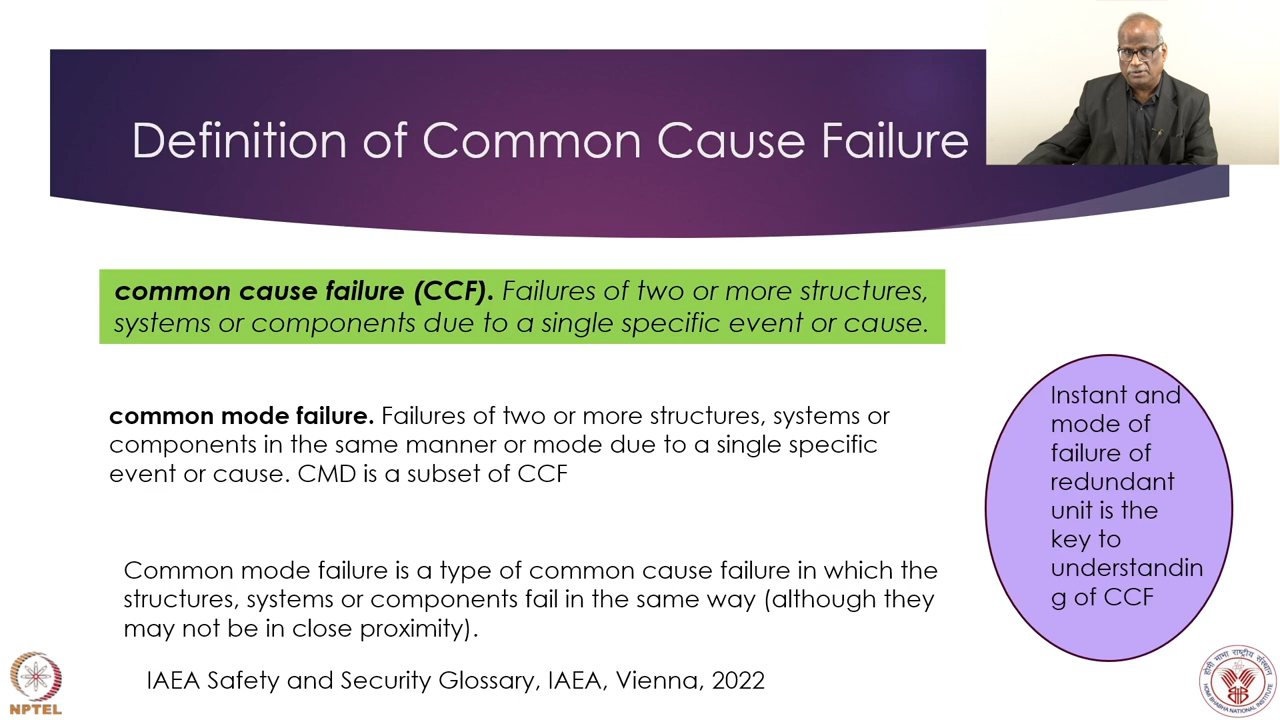 Definition of Common Cause Failure
common cause failure (CCF). Failures of two or more structures,
systems or components due to a single specific event or cause.
common mode failure. Failures of two or more structures, systems or
components in the same manner or mode due to a single specific
event or cause. CMD is a subset of CCF
Common mode failure is a type of common cause failure in which the
structures, systems or components fail in the same way (although they
may not be in close proximity).
IAEA Safety and Security Glossary, IAEA, Vienna, 2022
Instant and
mode of
failure of
redundant
unit is the
key to
understandin
g of CCF
NPTEL
होमी भाभा राष्ट्रीय संस्थान
HOMI BHABHA NATIONAL INSTITUTE